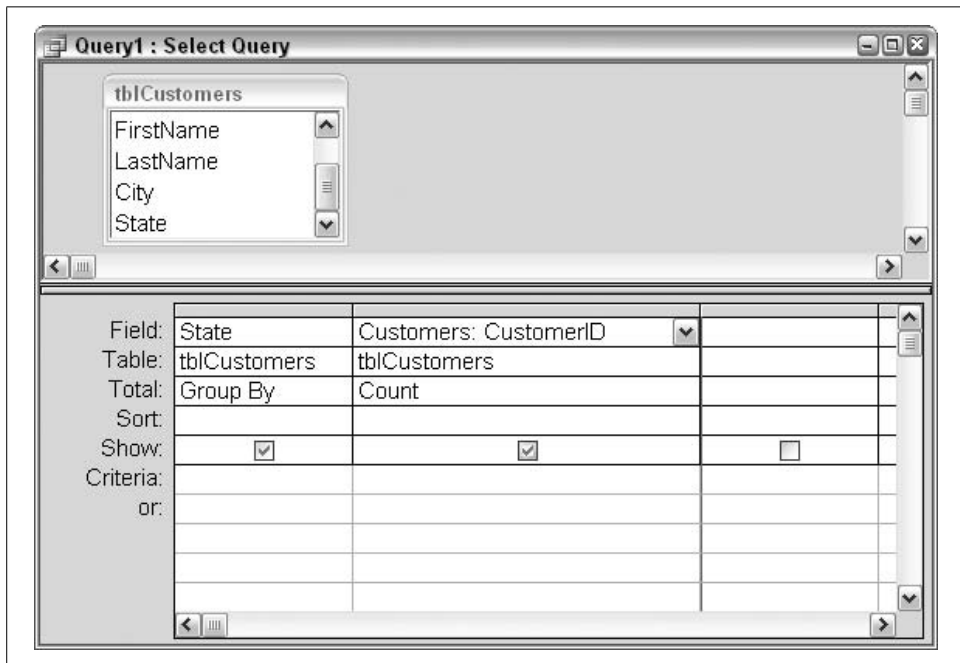 Query1 : Select Query
tblCustomers
FirstName
LastName
City
State
Field: State Customers: CustomerID
Table: tblCustomers tblCustomers
Total: Group By Count
Sort:
Show:
Criteria:
or: